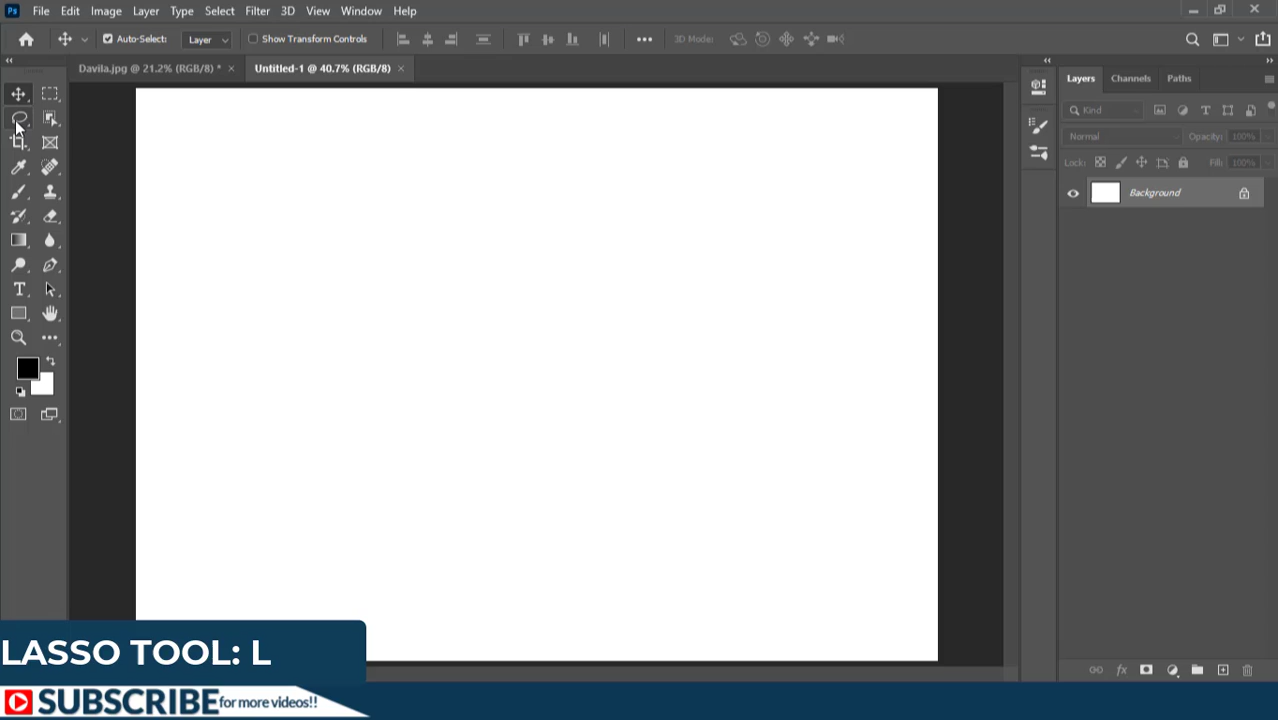 Ps File Edit Image Layer Type Select Filter 3D View Window Help
Auto-Select: Layer Show Transform Controls 3D Mode:
Davila.jpg @ 21.2% (RGB/8) * × Untitled-1 @ 40.7% (RGB/8) ×
Layers Channels Paths
Kind
Normal Opacity: 100%
Lock: Fill: 100%
Background
LASSO TOOL: L
SUBSCRIBE for more videos!!